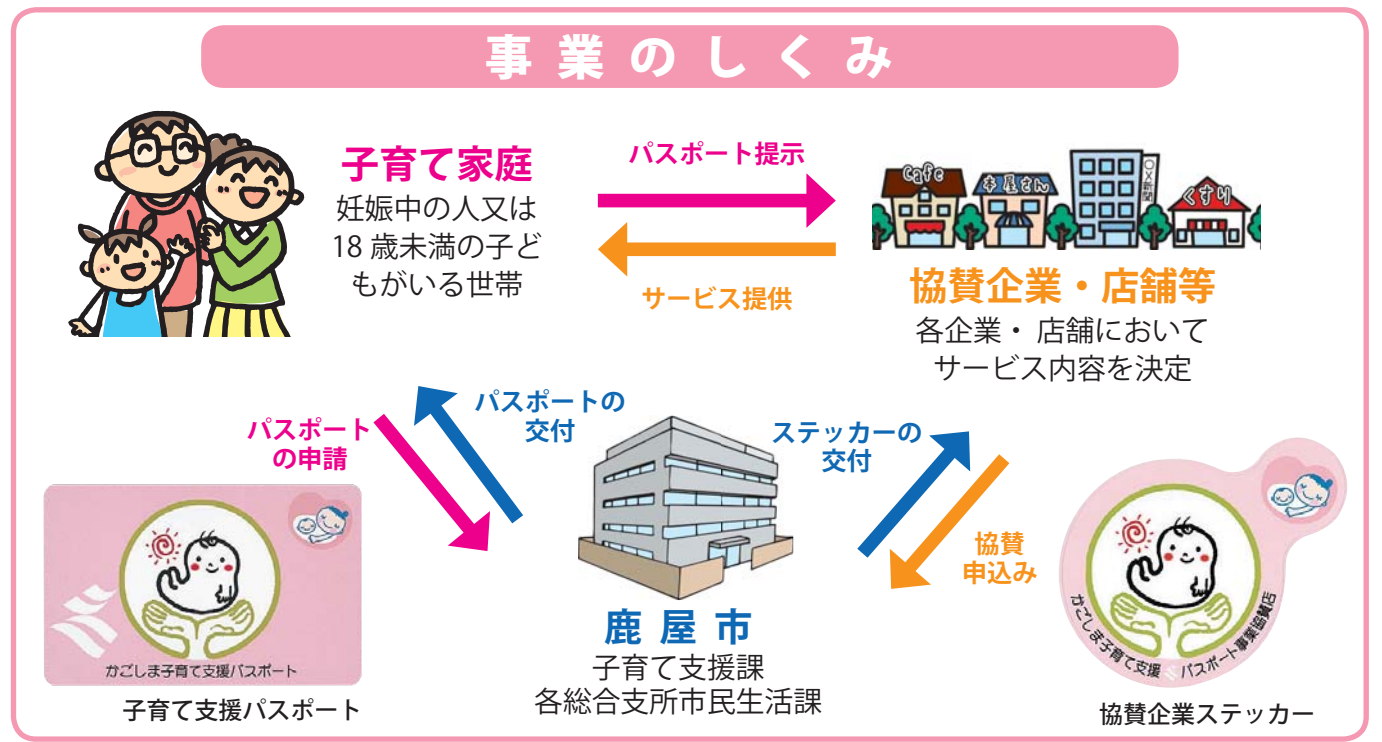 事業のしくみ
子育て家庭
妊娠中の人又は
18歳未満の子ど
もがいる世帯
パスポート提示
サービス提供
Cafe
本屋さん
○×新聞
くすり
協賛企業・店舗等
各企業・ 店舗において
サービス内容を決定
パスポート
の申請
パスポートの
交付
ステッカーの
交付
協賛
申込み
かごしま子育て支援パスポート
子育て支援パスポート
鹿屋市
子育て支援課
各総合支所市民生活課
かごしま子育て支援 パスポート事業協賛店
協賛企業ステッカー